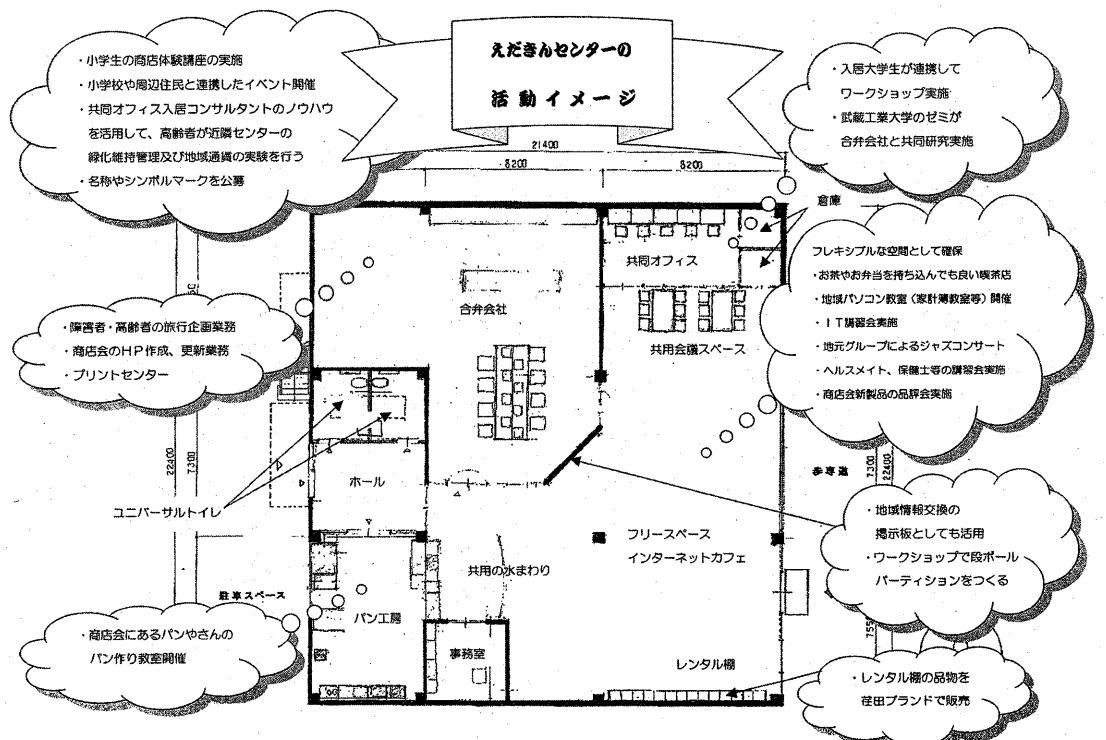 えだきんセンターの
活動イメージ
・小学生の商店体験講座の実施
・小学校や周辺住民と連携したイベント開催
・共同オフィス入居コンサルタントのノウハウ
を活用して、高齢者が近隣センターの
緑化維持管理及び地域通貨の実験を行う
・名称やシンボルマークを公募
・入居大学生が連携して
ワークショップ実施
・武蔵工業大学のゼミが
合弁会社と共同研究実施
21400
8200
8200
倉庫
共同オフィス
合弁会社
共用会議スペース
フレキシブルな空間として確保
・お茶やお弁当を持ち込んでも良い喫茶店
・地域パソコン教室（家計簿教室等）開催
・IT講習会実施
・地元グループによるジャズコンサート
・ヘルスメイト、保健士等の講習会実施
・商店会新製品の品評会実施
・障害者・高齢者の旅行企画業務
・商店会のHP作成、更新業務
・プリントセンター
22400
7300
ホール
ユニバーサルトイレ
歩専道
7300
22400
・地域情報交換の
掲示板としても活用
・ワークショップで段ボール
パーティションをつくる
フリースペース
インターネットカフェ
共用の水まわり
駐車スペース
パン工房
事務室
レンタル棚
・商店会にあるパンやさんの
パン作り教室開催
・レンタル棚の品物を
荏田ブランドで販売